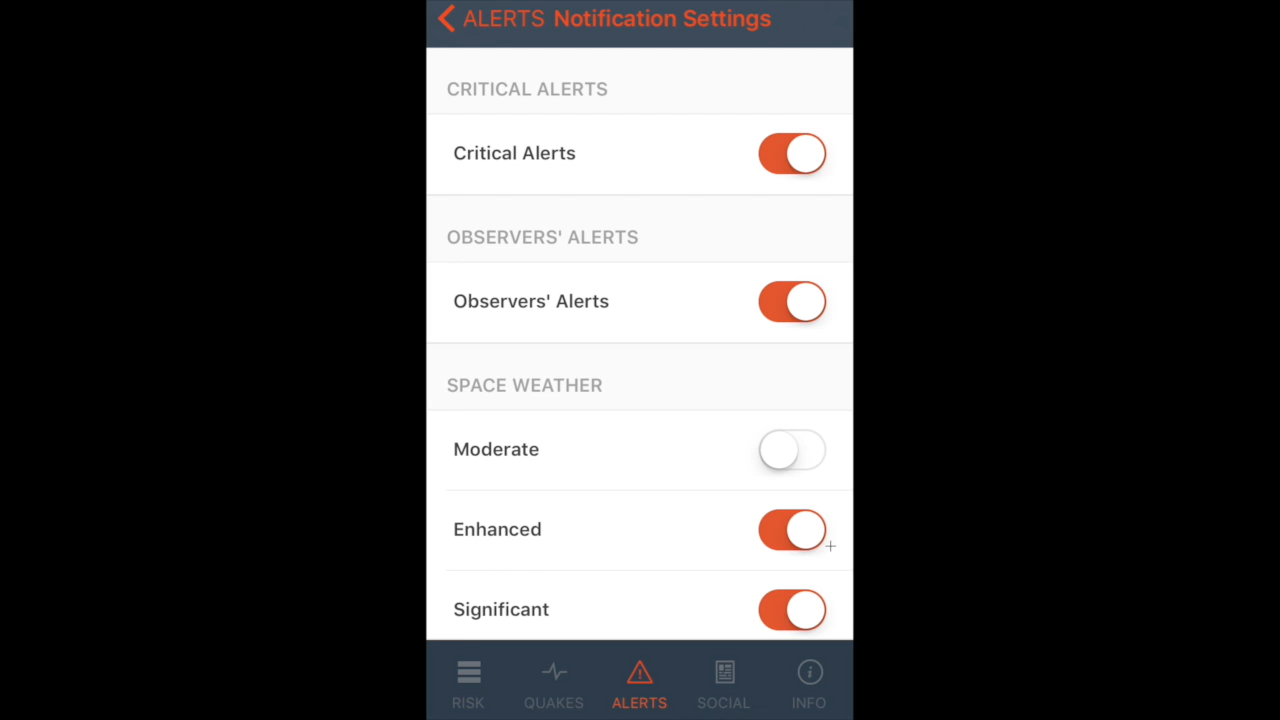 ALERTS Notification Settings
CRITICAL ALERTS
Critical Alerts
OBSERVERS' ALERTS
Observers' Alerts
SPACE WEATHER
Moderate
Enhanced
Significant
RISK QUAKES ALERTS SOCIAL INFO